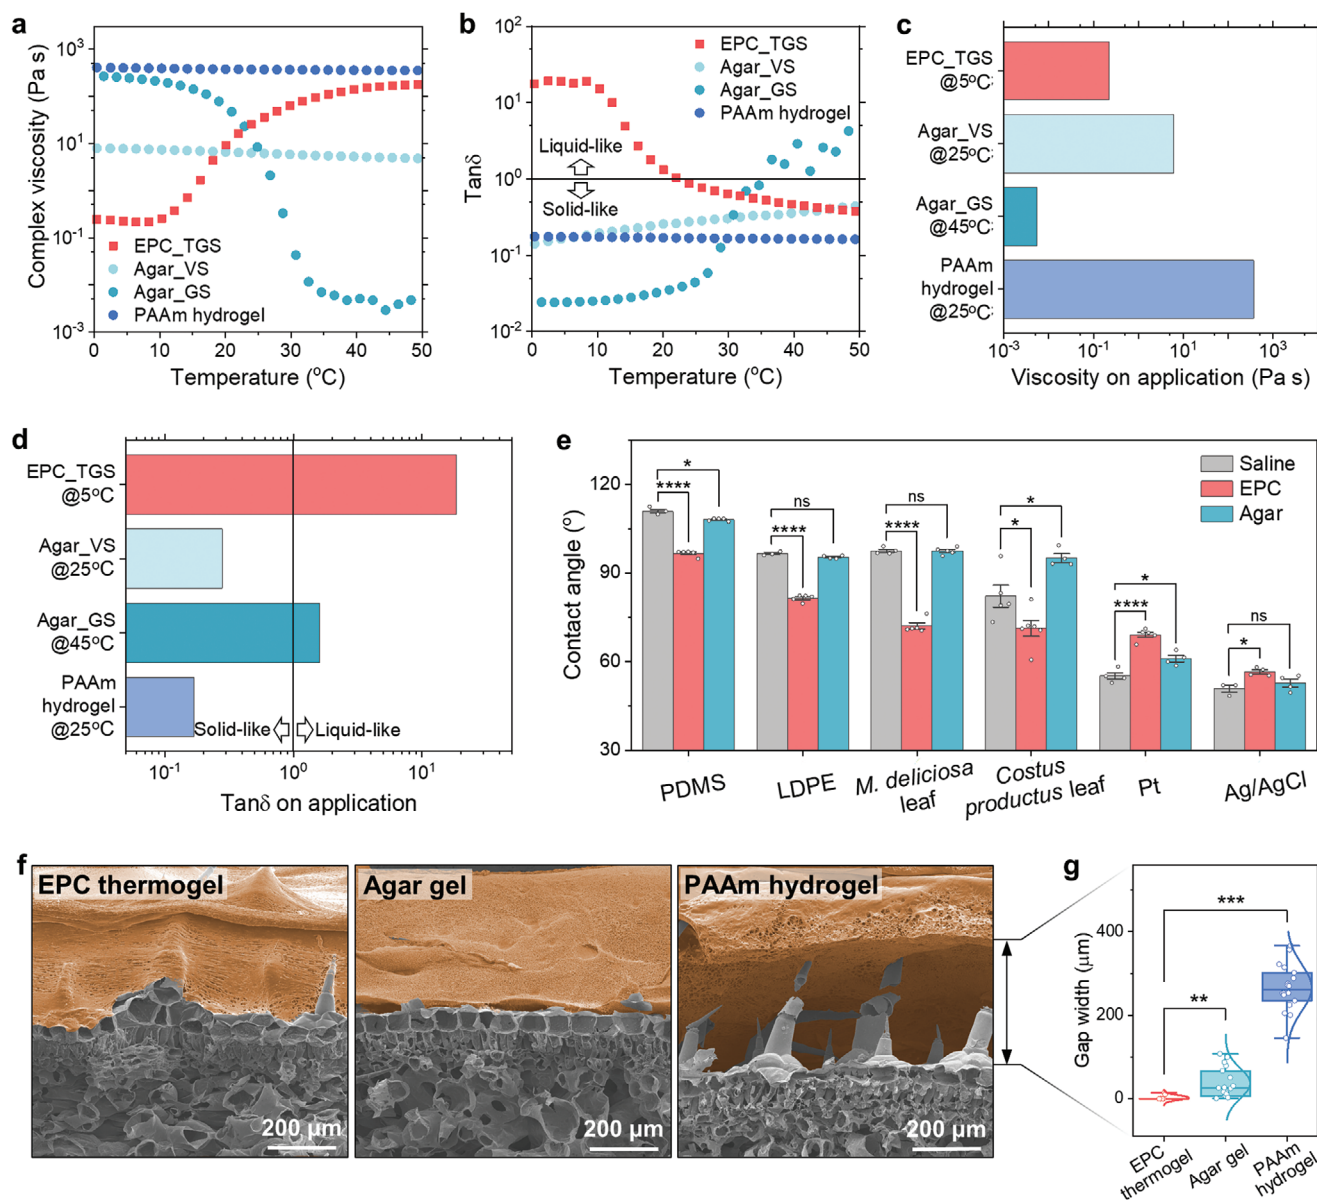 a
Complex viscosity (Pa s)
10³
10¹
10⁻¹
10⁻³
EPC_TGS
Agar_VS
Agar_GS
PAAm hydrogel
0
10
20
30
40
50
Temperature (°C)
b
Tanδ
10²
10¹
10⁰
10⁻¹
10⁻²
EPC_TGS
Agar_VS
Agar_GS
PAAm hydrogel
Liquid-like
Solid-like
0
10
20
30
40
50
Temperature (°C)
c
EPC_TGS
@5°C
Agar_VS
@25°C
Agar_GS
@45°C
PAAm
hydrogel
@25°C
10⁻³
10⁻¹
10¹
10³
Viscosity on application (Pa s)
d
EPC_TGS
@5°C
Agar_VS
@25°C
Agar_GS
@45°C
PAAm
hydrogel
@25°C
Solid-like
Liquid-like
10⁻¹
10⁰
10¹
Tanδ on application
e
Contact angle (°)
120
90
60
30
*
****
ns
****
ns
****
*
*
*
****
ns
*
Saline
EPC
Agar
PDMS
LDPE
M. deliciosa
leaf
Costus
productus leaf
Pt
Ag/AgCl
f
EPC thermogel
200 µm
Agar gel
200 µm
PAAm hydrogel
200 µm
g
Gap width (µm)
400
200
0
***
**
EPC
thermogel
Agar gel
PAAm
hydrogel